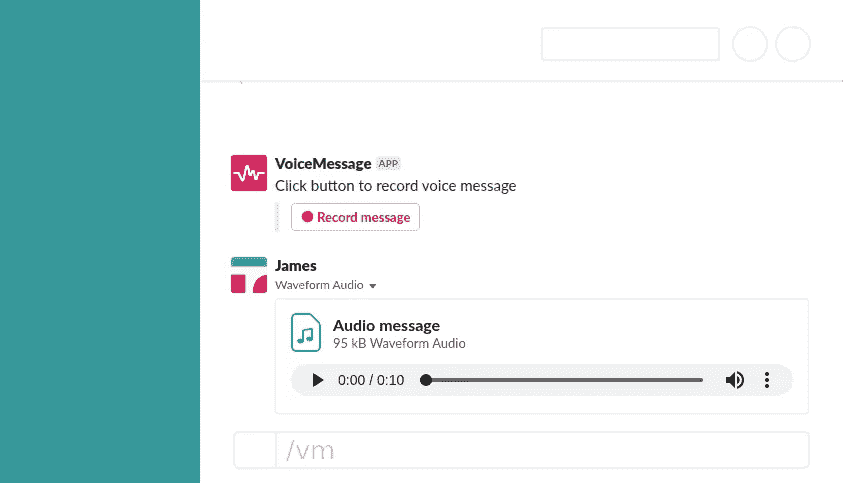 VoiceMessage APP
Click button to record voice message
Record message
James
Waveform Audio
Audio message
95 kB Waveform Audio
0:00 / 0:10
/vm